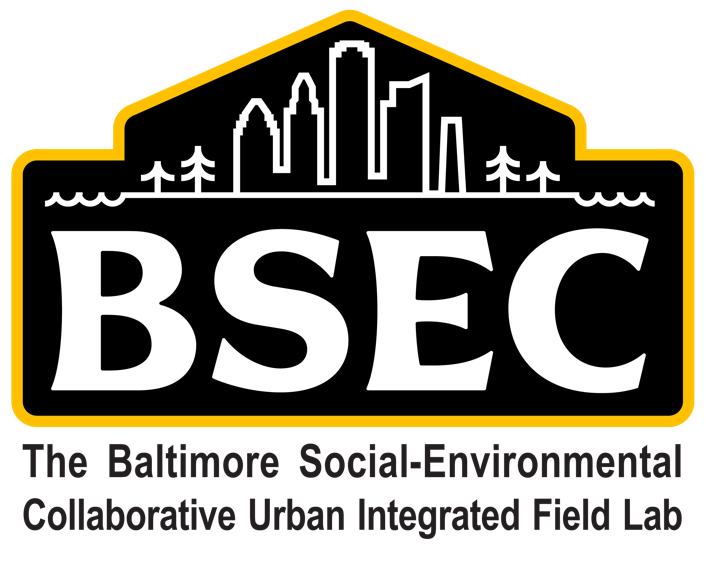 BSEC
The Baltimore Social-Environmental
Collaborative Urban Integrated Field Lab